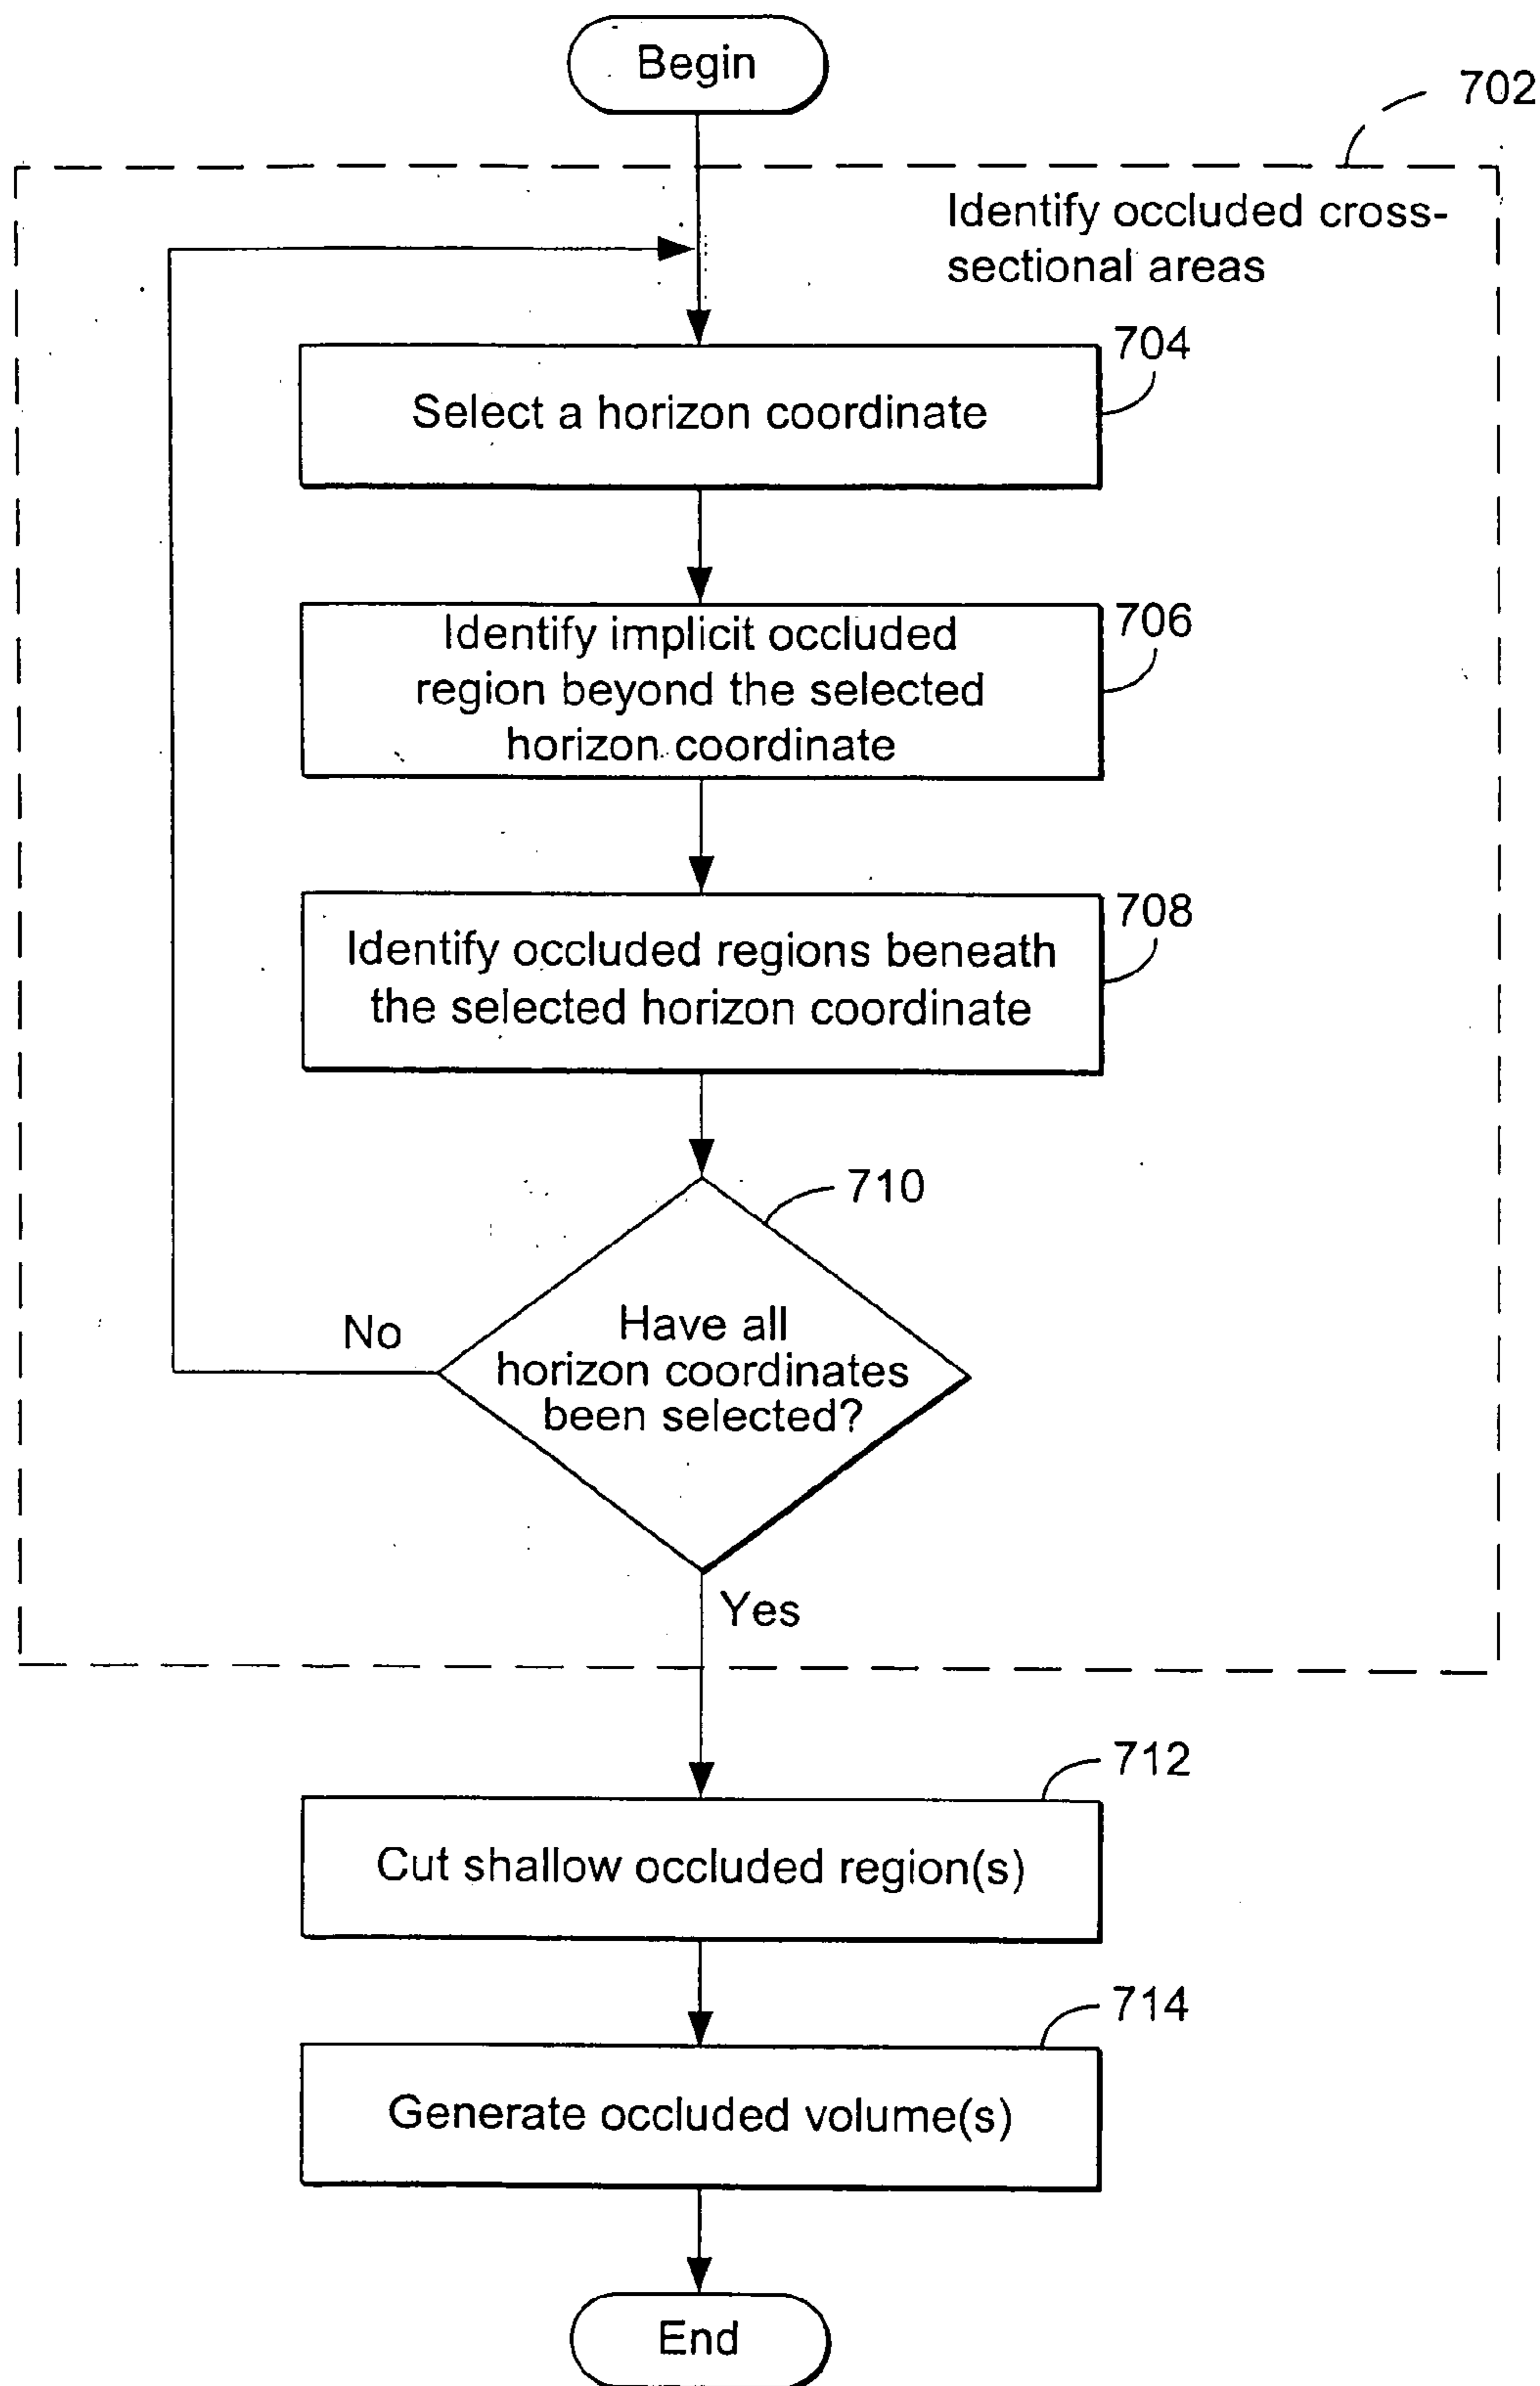 Begin
702
Identify occluded cross-
sectional areas
704
Select a horizon coordinate
706
Identify implicit occluded
region beyond the selected
horizon coordinate
708
Identify occluded regions beneath
the selected horizon coordinate
710
Have all
horizon coordinates
been selected?
No
Yes
712
Cut shallow occluded region(s)
714
Generate occluded volume(s)
End